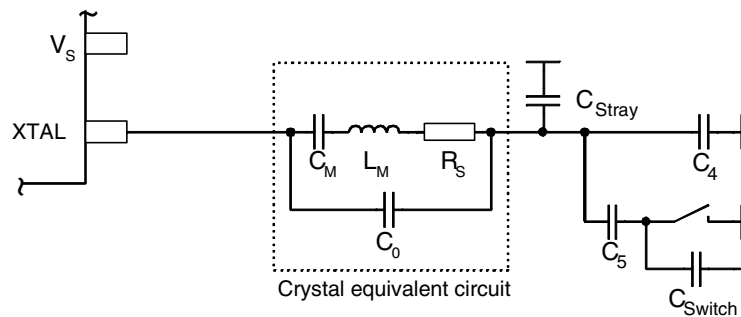 V_S
XTAL
C_Stray
C_M
L_M
R_S
C_4
C_0
C_5
Crystal equivalent circuit
C_Switch